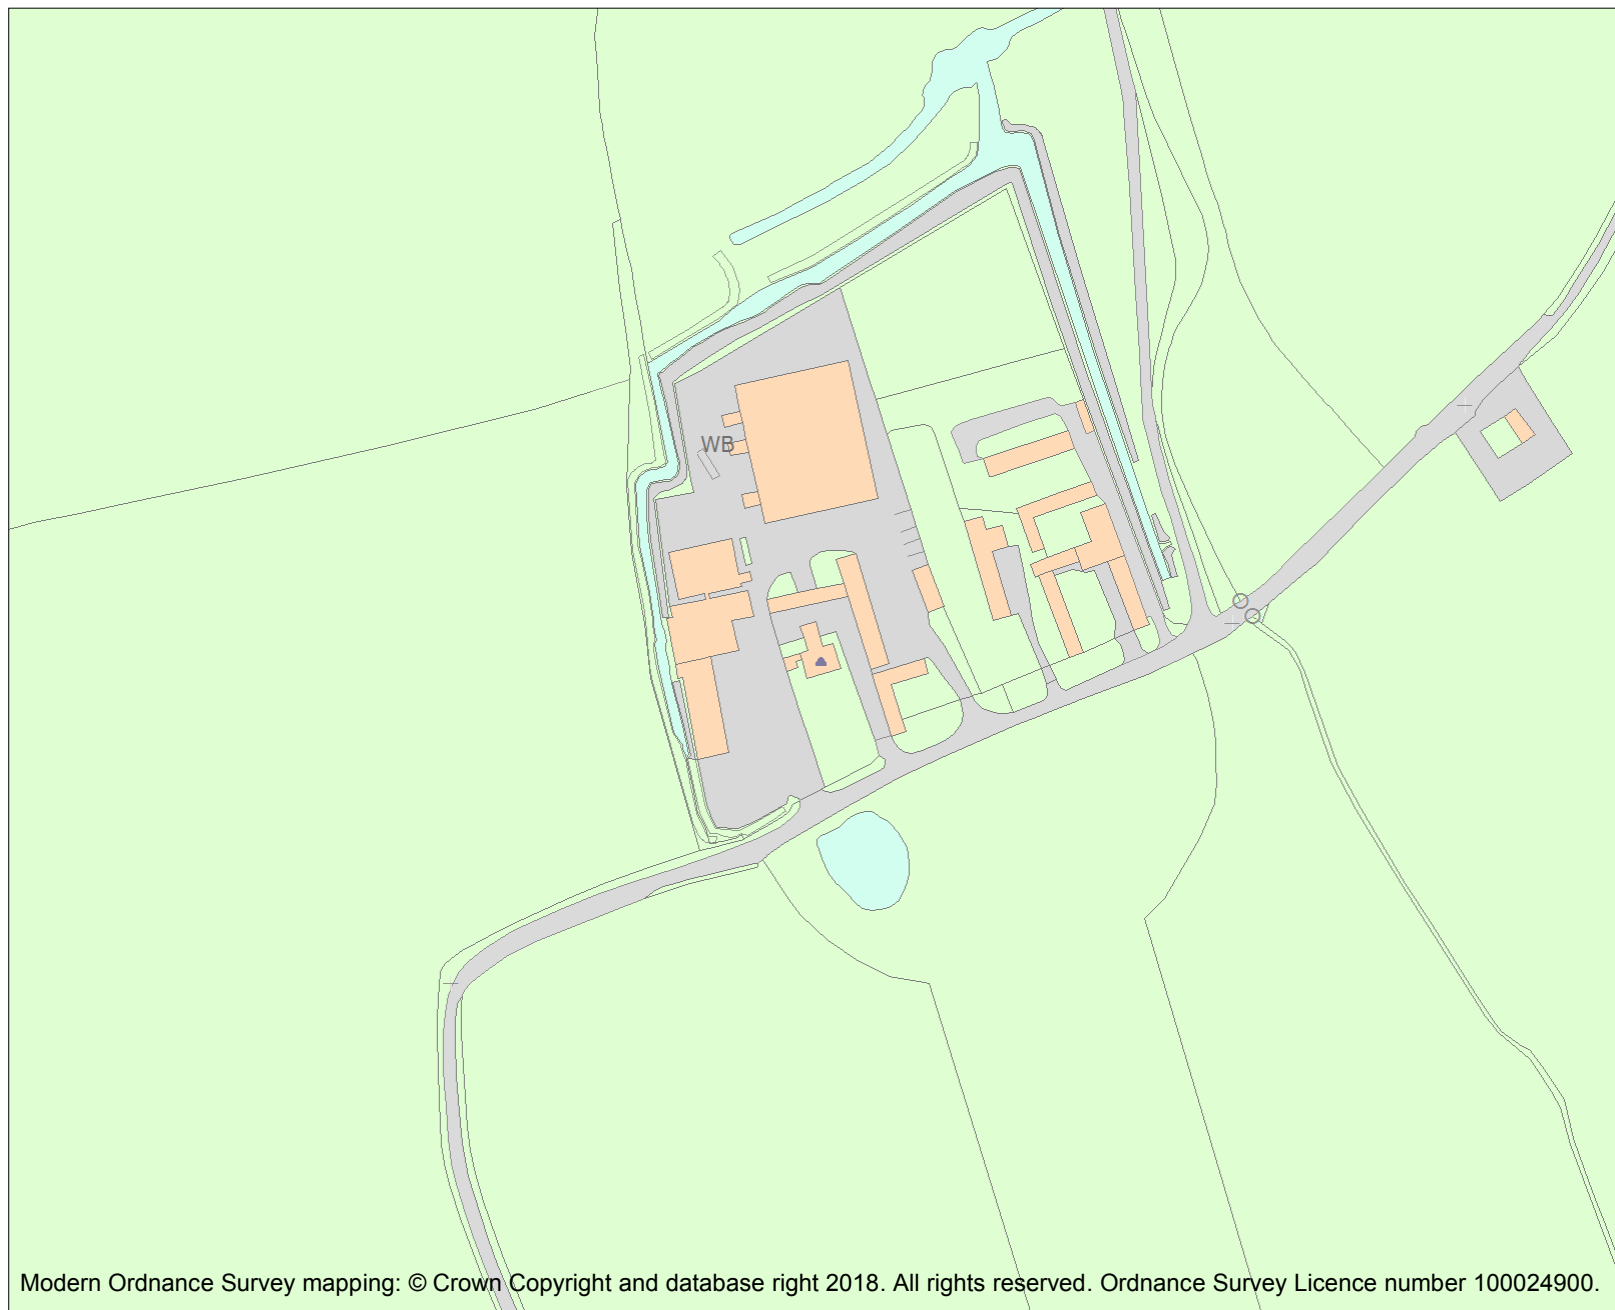 WB
Modern Ordnance Survey mapping: © Crown Copyright and database right 2018. All rights reserved. Ordnance Survey Licence number 100024900.